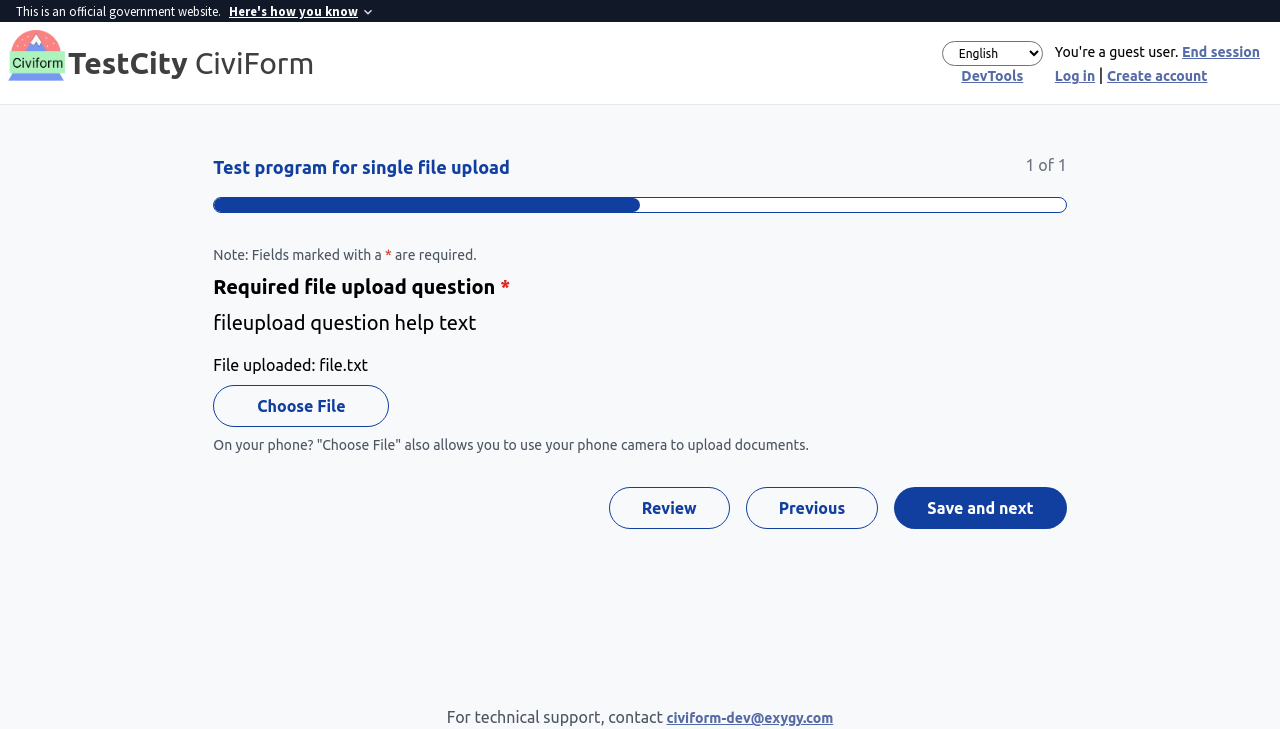 This is an official government website. Here's how you know
Civiform
TestCity CiviForm
English
You're a guest user. End session
DevTools
Log in | Create account
Test program for single file upload
1 of 1
Note: Fields marked with a * are required.
Required file upload question *
fileupload question help text
File uploaded: file.txt
Choose File
On your phone? "Choose File" also allows you to use your phone camera to upload documents.
Review
Previous
Save and next
For technical support, contact civiform-dev@exygy.com